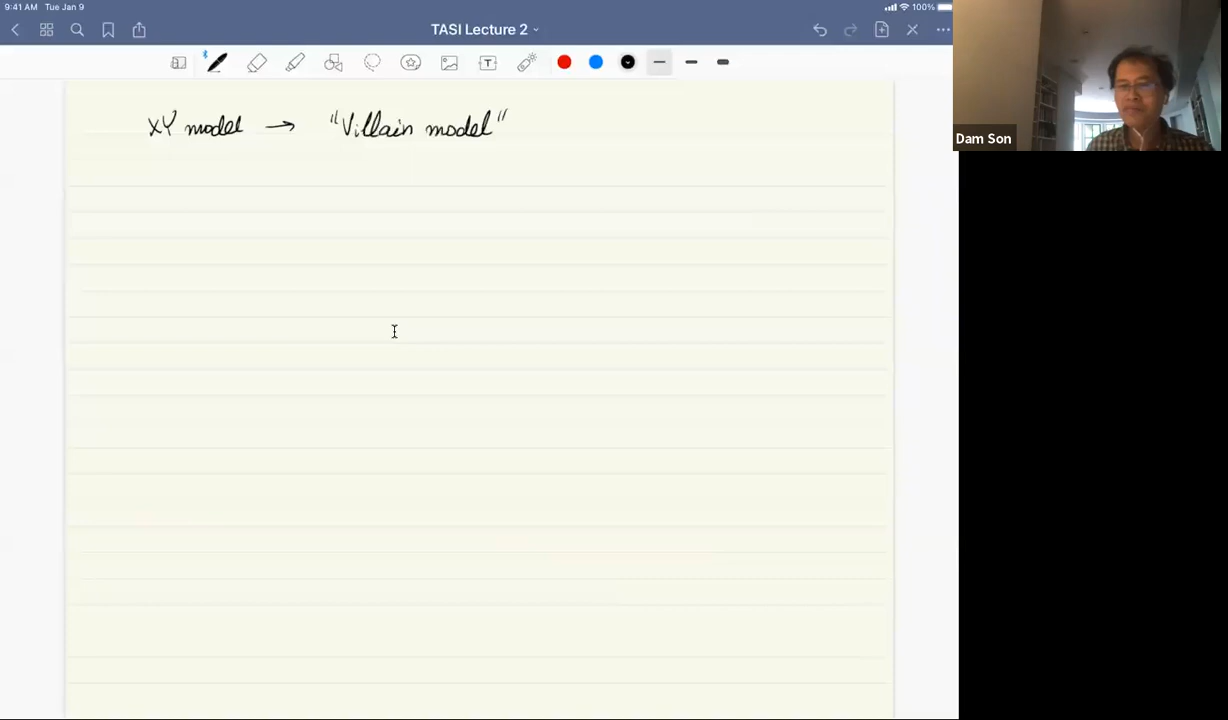 9:41 AM Tue Jan 9
100%
TASI Lecture 2
T
XY model → "Villain model"
Dam Son